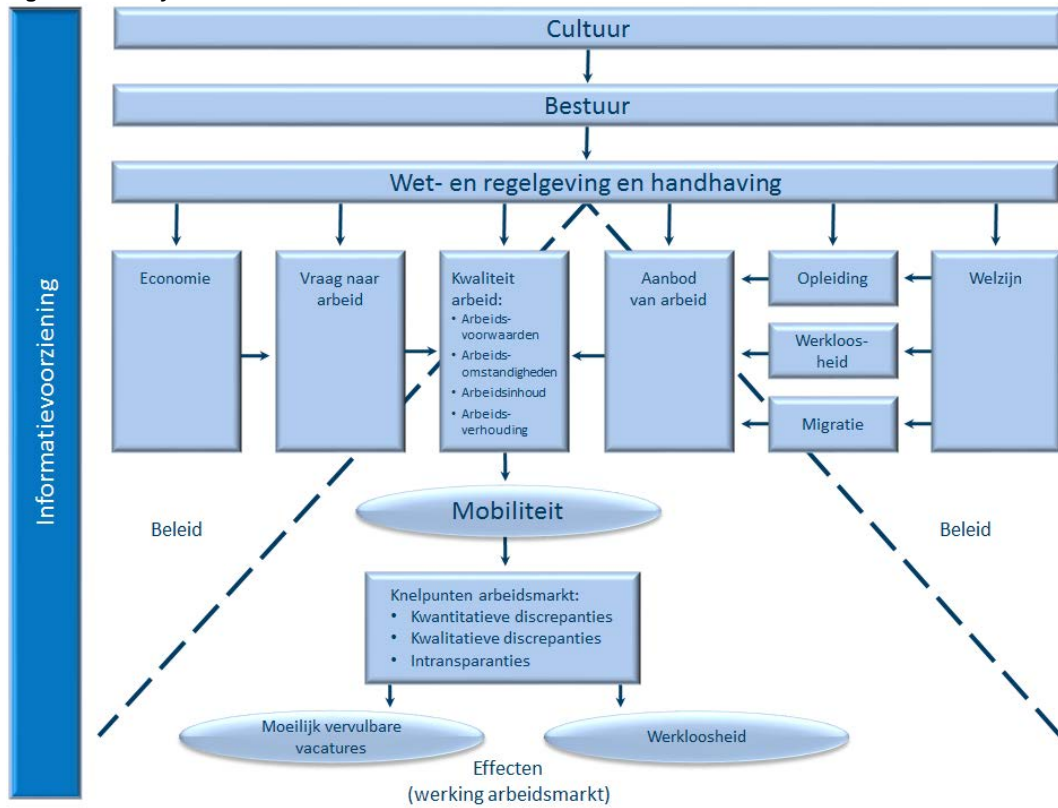 Cultuur
Bestuur
Wet- en regelgeving en handhaving
Informatievoorziening
Economie
Vraag naar
arbeid
Kwaliteit
arbeid:
• Arbeids-
voorwaarden
• Arbeids-
omstandigheden
• Arbeidsinhoud
• Arbeids-
verhouding
Aanbod
van arbeid
Opleiding
Werkloos-
heid
Migratie
Welzijn
Beleid
Mobiliteit
Beleid
Knelpunten arbeidsmarkt:
• Kwantitatieve discrepanties
• Kwalitatieve discrepanties
• Intransparanties
Moeilijk vervulbare
vacatures
Werkloosheid
Effecten
(werking arbeidsmarkt)